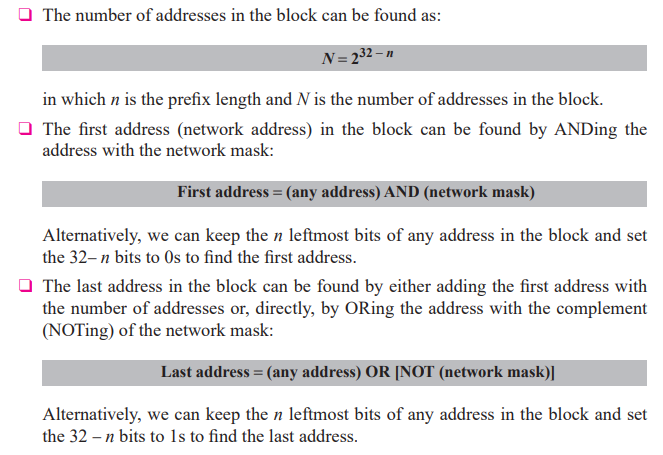 ❏ The number of addresses in the block can be found as:
N = 2^32 – n
in which n is the prefix length and N is the number of addresses in the block.
❏ The first address (network address) in the block can be found by ANDing the
address with the network mask:
First address = (any address) AND (network mask)
Alternatively, we can keep the n leftmost bits of any address in the block and set
the 32– n bits to 0s to find the first address.
❏ The last address in the block can be found by either adding the first address with
the number of addresses or, directly, by ORing the address with the complement
(NOTing) of the network mask:
Last address = (any address) OR [NOT (network mask)]
Alternatively, we can keep the n leftmost bits of any address in the block and set
the 32 – n bits to 1s to find the last address.